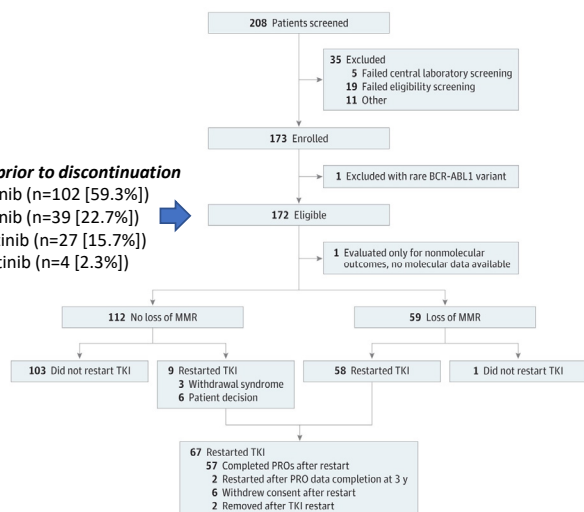 208 Patients screened
35 Excluded
5 Failed central laboratory screening
19 Failed eligibility screening
11 Other
173 Enrolled
prior to discontinuation
nib (n=102 [59.3%])
nib (n=39 [22.7%])
tinib (n=27 [15.7%])
tinib (n=4 [2.3%])
1 Excluded with rare BCR-ABL1 variant
172 Eligible
1 Evaluated only for nonmolecular
outcomes, no molecular data available
112 No loss of MMR
59 Loss of MMR
103 Did not restart TKI
9 Restarted TKI
3 Withdrawal syndrome
6 Patient decision
58 Restarted TKI
1 Did not restart TKI
67 Restarted TKI
57 Completed PROs after restart
2 Restarted after PRO data completion at 3 y
6 Withdrew consent after restart
2 Removed after TKI restart